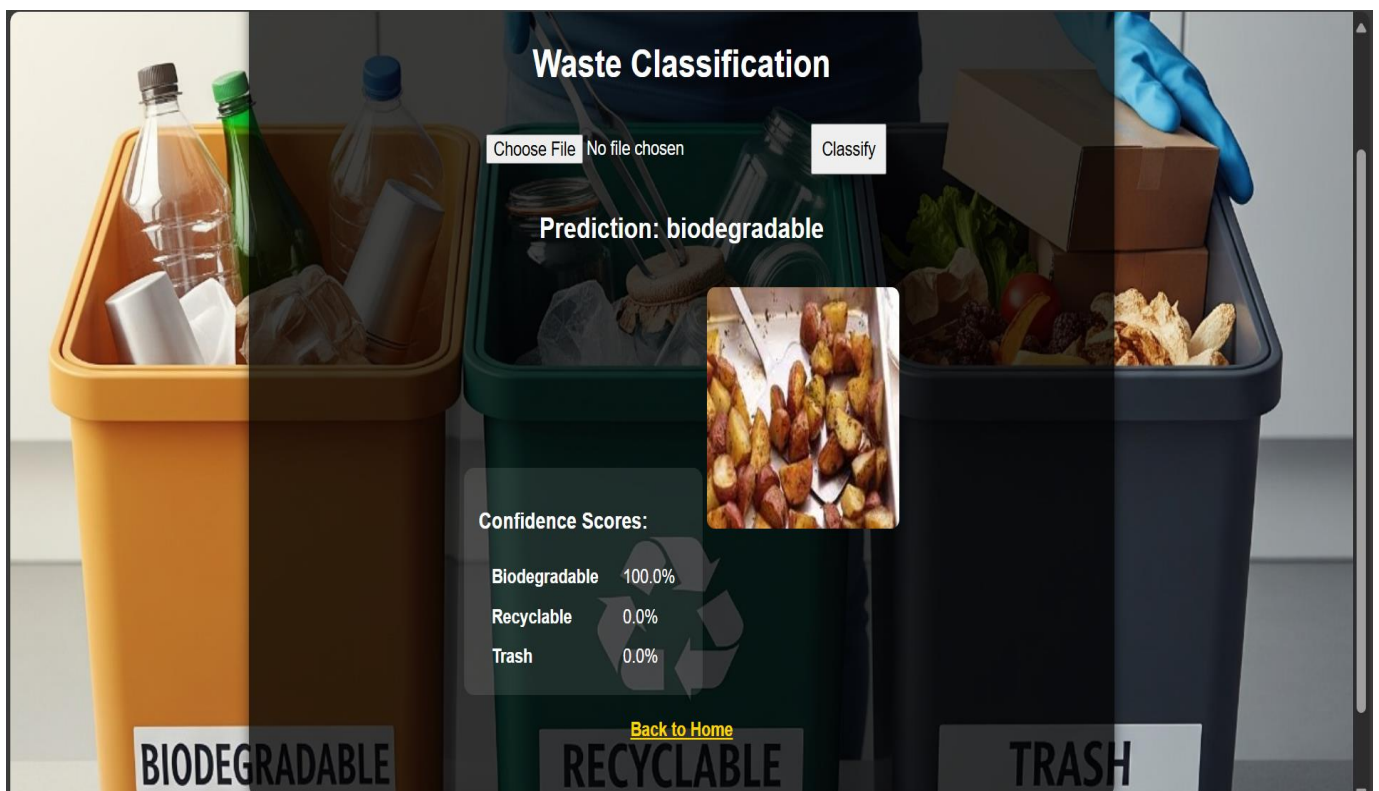 Waste Classification
Choose File No file chosen Classify
Prediction: biodegradable
Confidence Scores:
Biodegradable 100.0%
Recyclable 0.0%
Trash 0.0%
Back to Home
BIODEGRADABLE RECYCLABLE TRASH